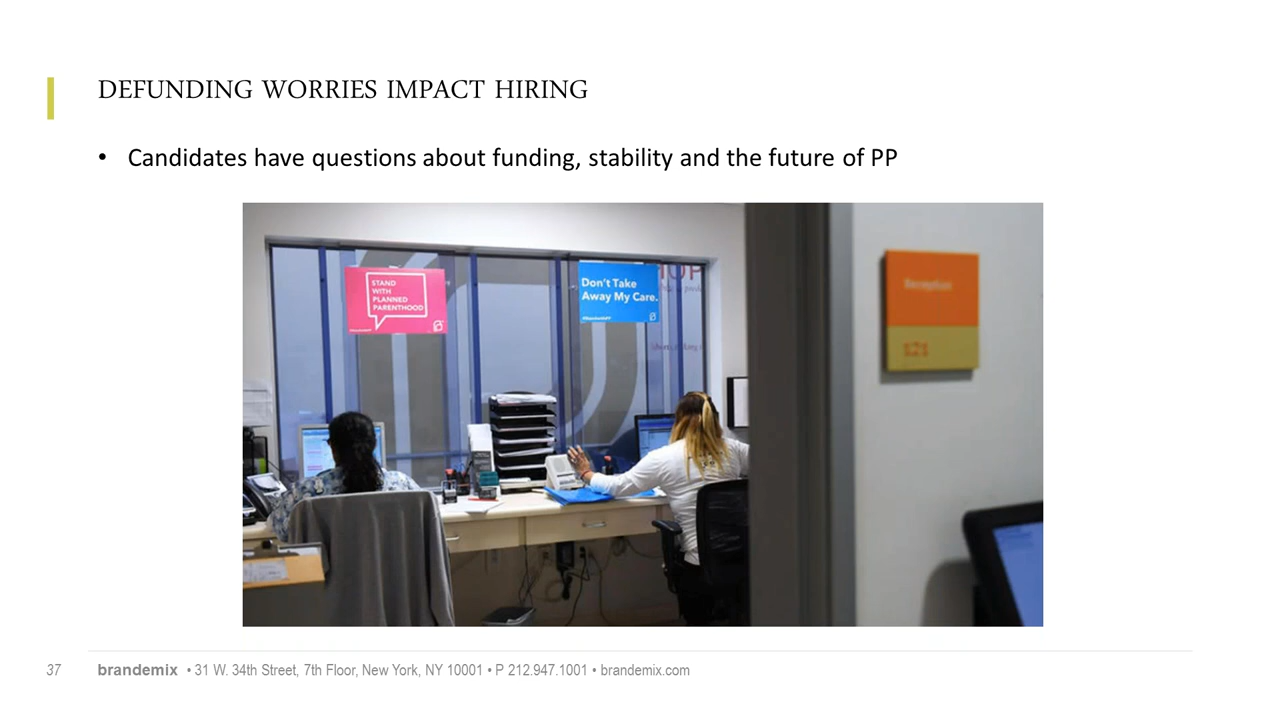 DEFUNDING WORRIES IMPACT HIRING
• Candidates have questions about funding, stability and the future of PP
STAND
WITH
PLANNED
PARENTHOOD
Don't Take
Away My Care.
Reception
37 brandemix • 31 W. 34th Street, 7th Floor, New York, NY 10001 • P 212.947.1001 • brandemix.com